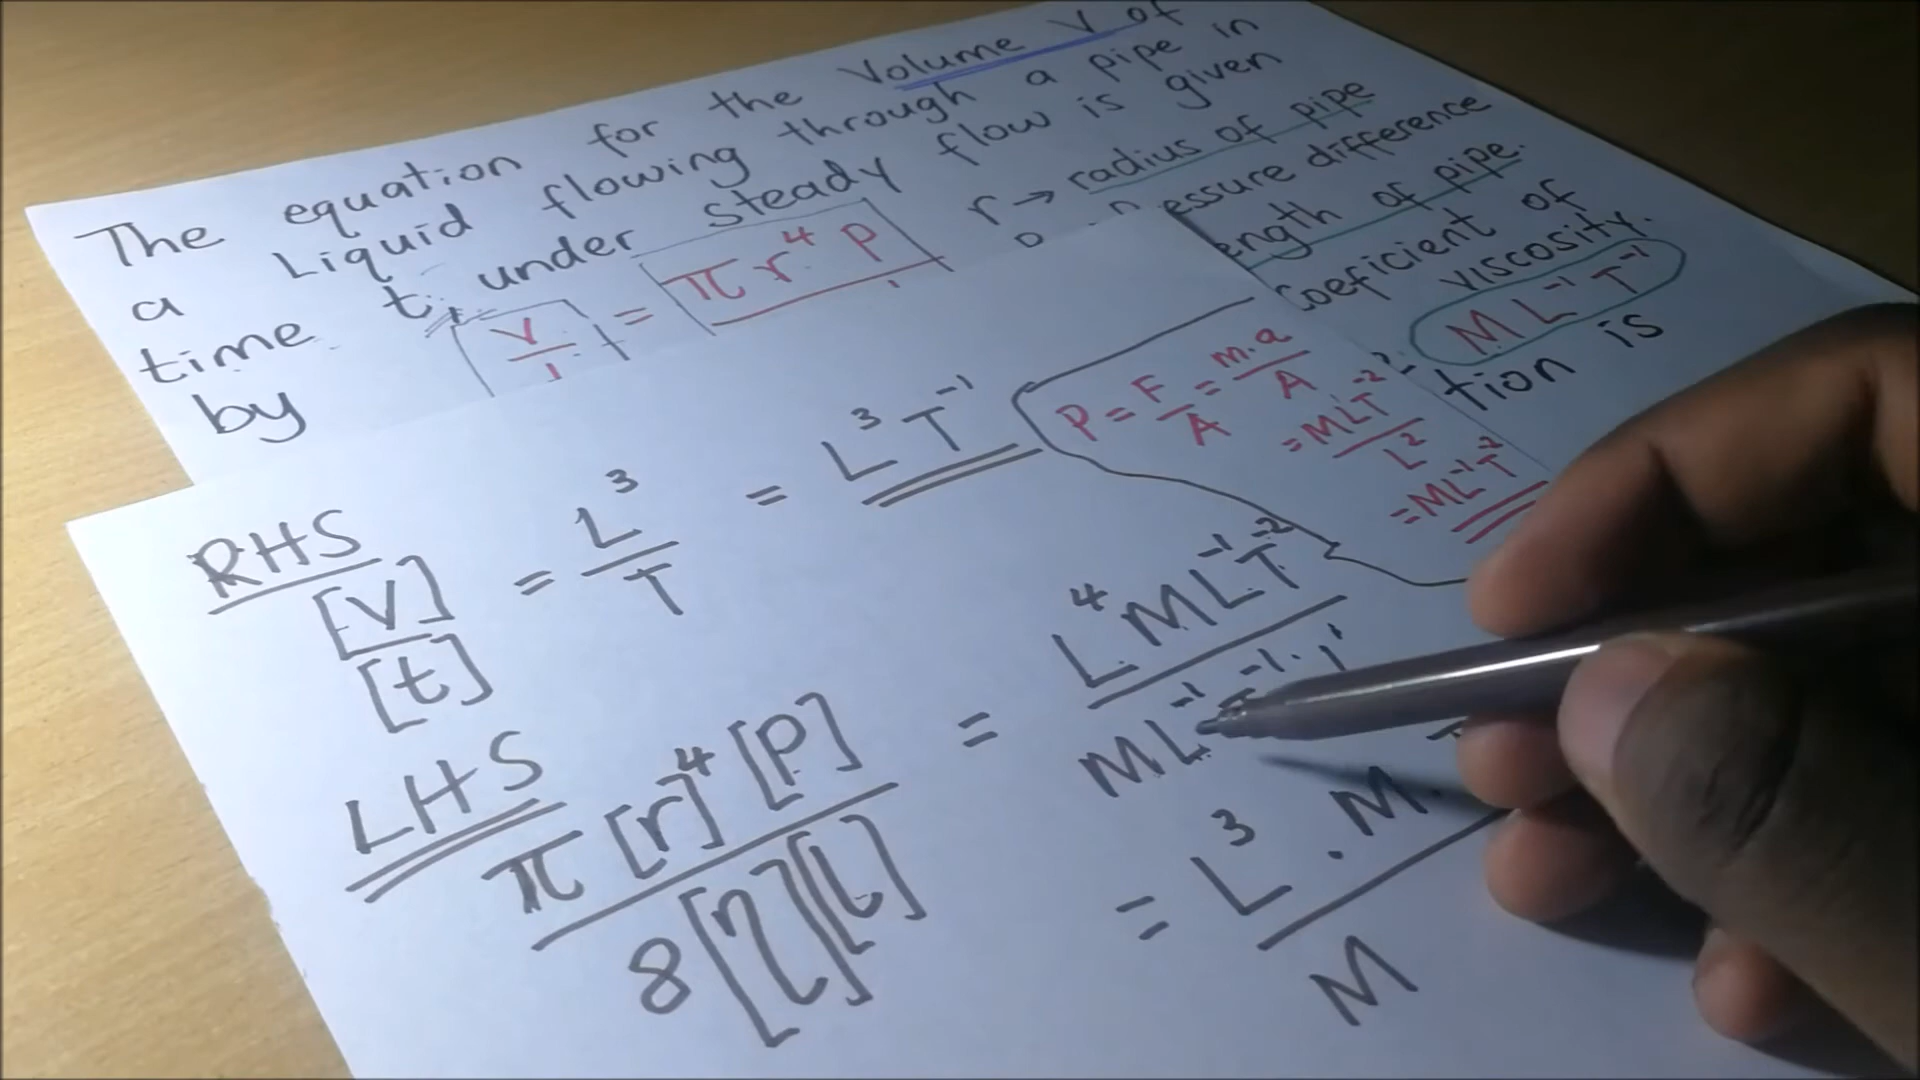 The equation for the Volume V of
a Liquid flowing through a pipe in
time t, under steady flow is given
by
V = πr⁴ P
r → radius of pipe
essure difference
ength of pipe.
Coeficient of
viscosity.
ML⁻¹T⁻¹
tion is
P = F/A = m.a/A
= MLT⁻²/L²
= ML⁻¹T⁻²
RHS
[V]/[t] = L³/T = L³T⁻¹
LHS
π[r]⁴[P]/8[η][l] = L⁴ML⁻¹T⁻²/ML⁻¹
= L³.M./M